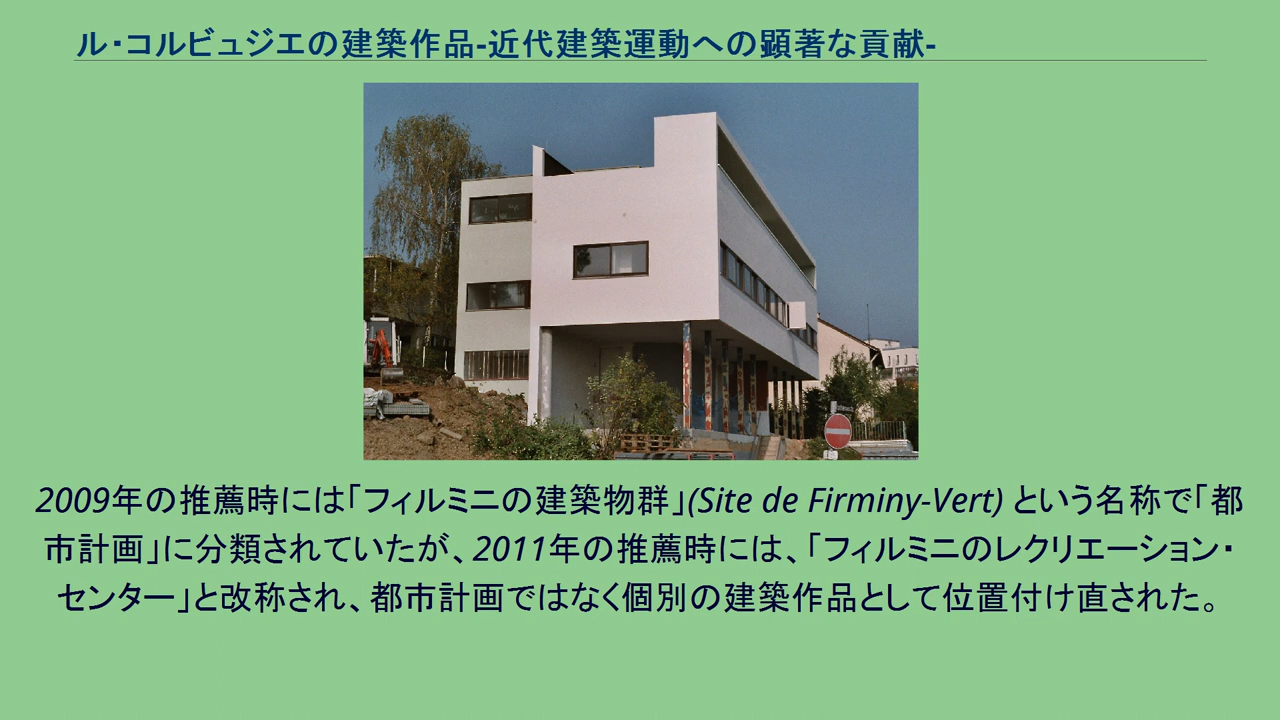 ル・コルビュジエの建築作品-近代建築運動への顕著な貢献-
2009年の推薦時には「フィルミニの建築物群」(Site de Firminy-Vert) という名称で「都
市計画」に分類されていたが、2011年の推薦時には、「フィルミニのレクリエーション・
センター」と改称され、都市計画ではなく個別の建築作品として位置付け直された。